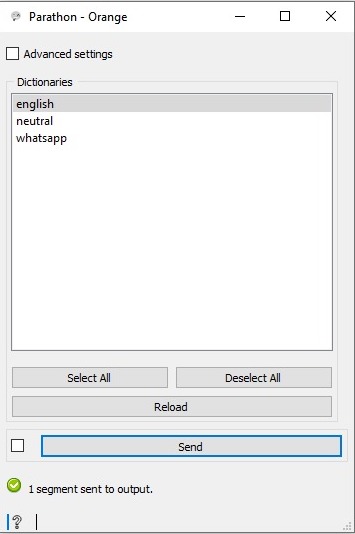 Parathon - Orange
Advanced settings
Dictionaries
english
neutral
whatsapp
Select All Deselect All
Reload
Send
1 segment sent to output.
?